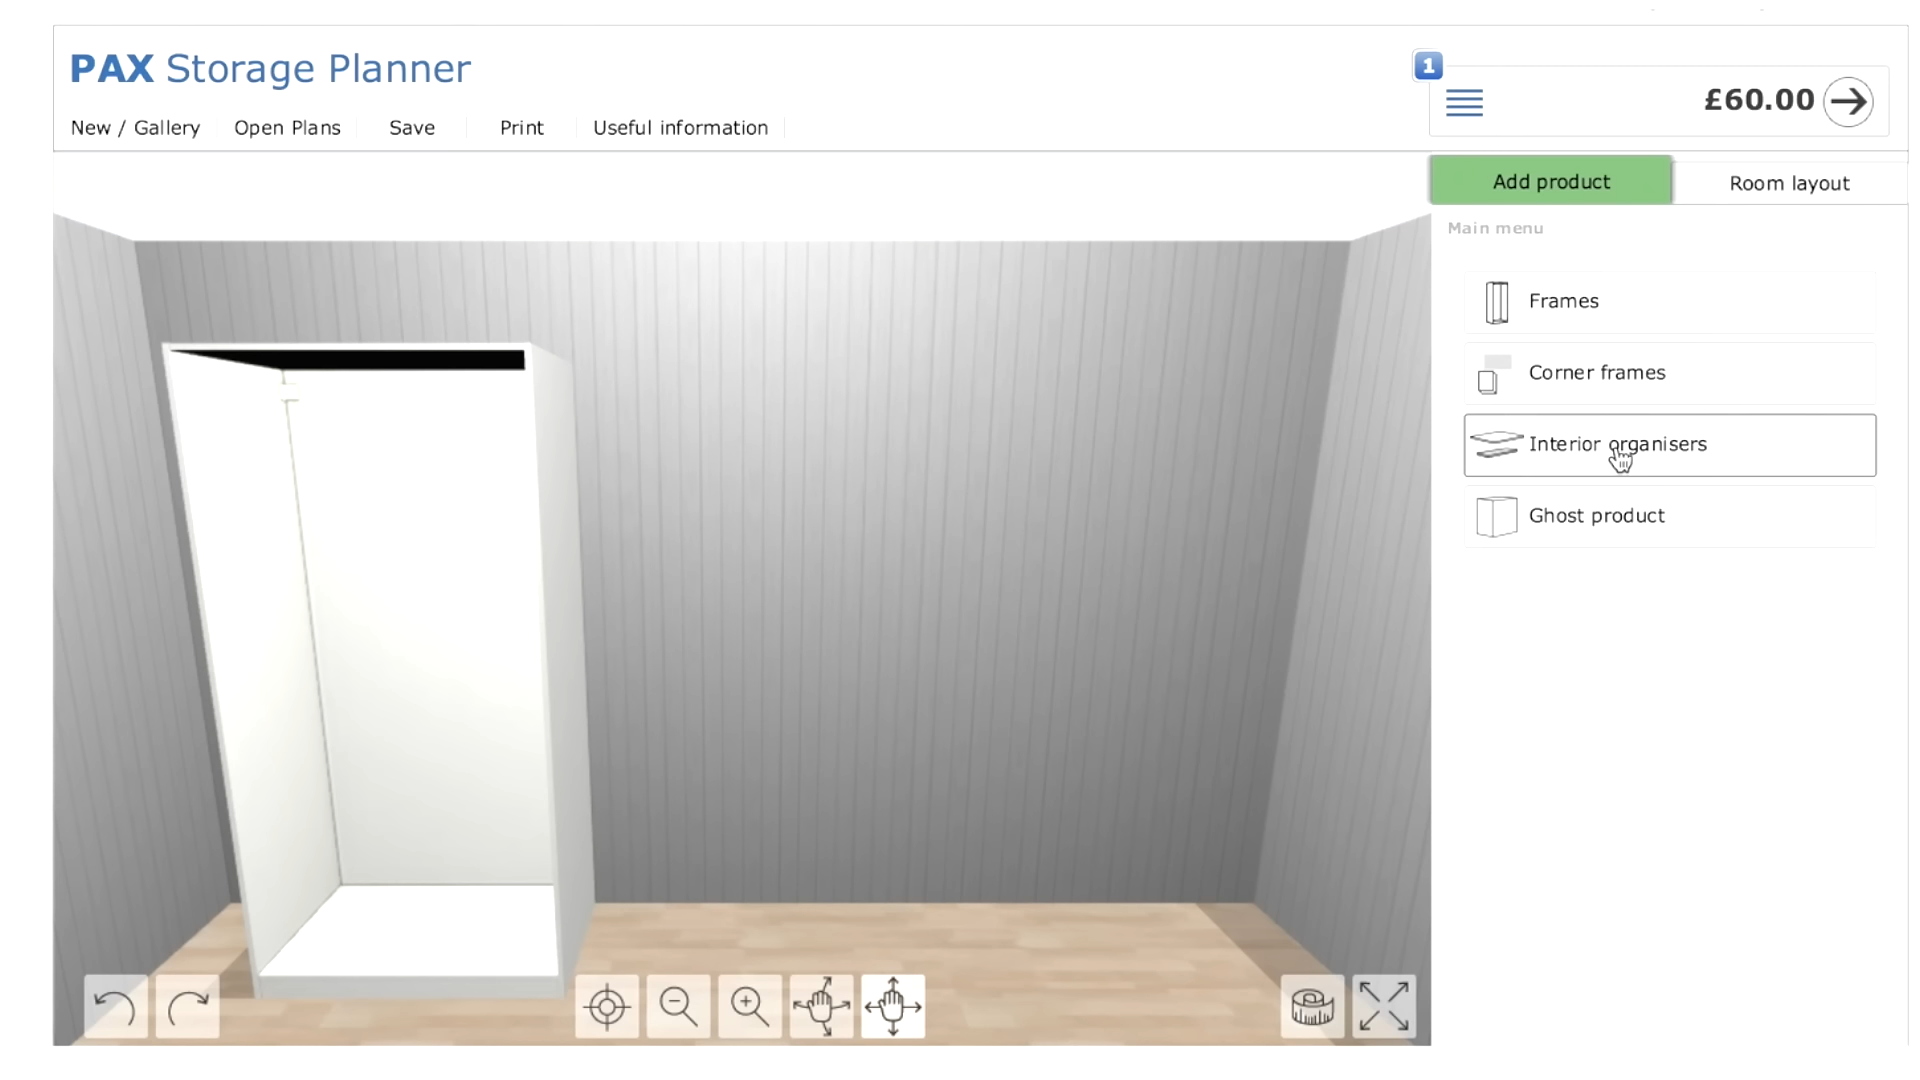 PAX Storage Planner
1
£60.00
New / Gallery
Open Plans
Save
Print
Useful information
Add product
Room layout
Main menu
Frames
Corner frames
Interior organisers
Ghost product